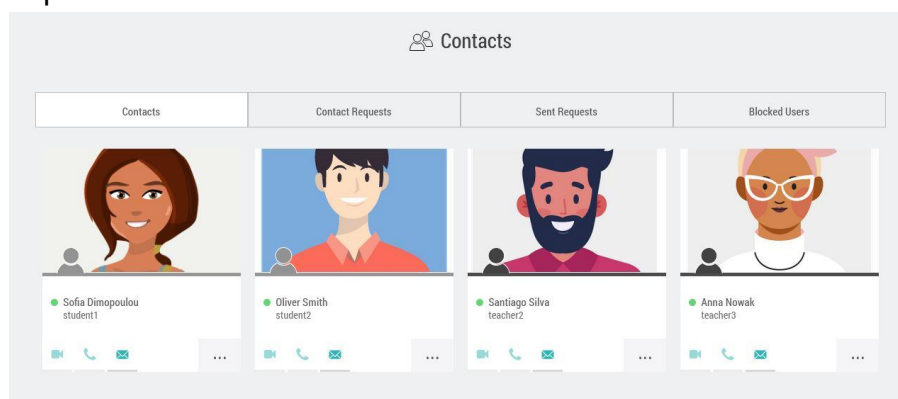 Contacts
Contacts
Contact Requests
Sent Requests
Blocked Users
Sofia Dimopoulou
student1
Oliver Smith
student2
Santiago Silva
teacher2
Anna Nowak
teacher3
...
...
...
...